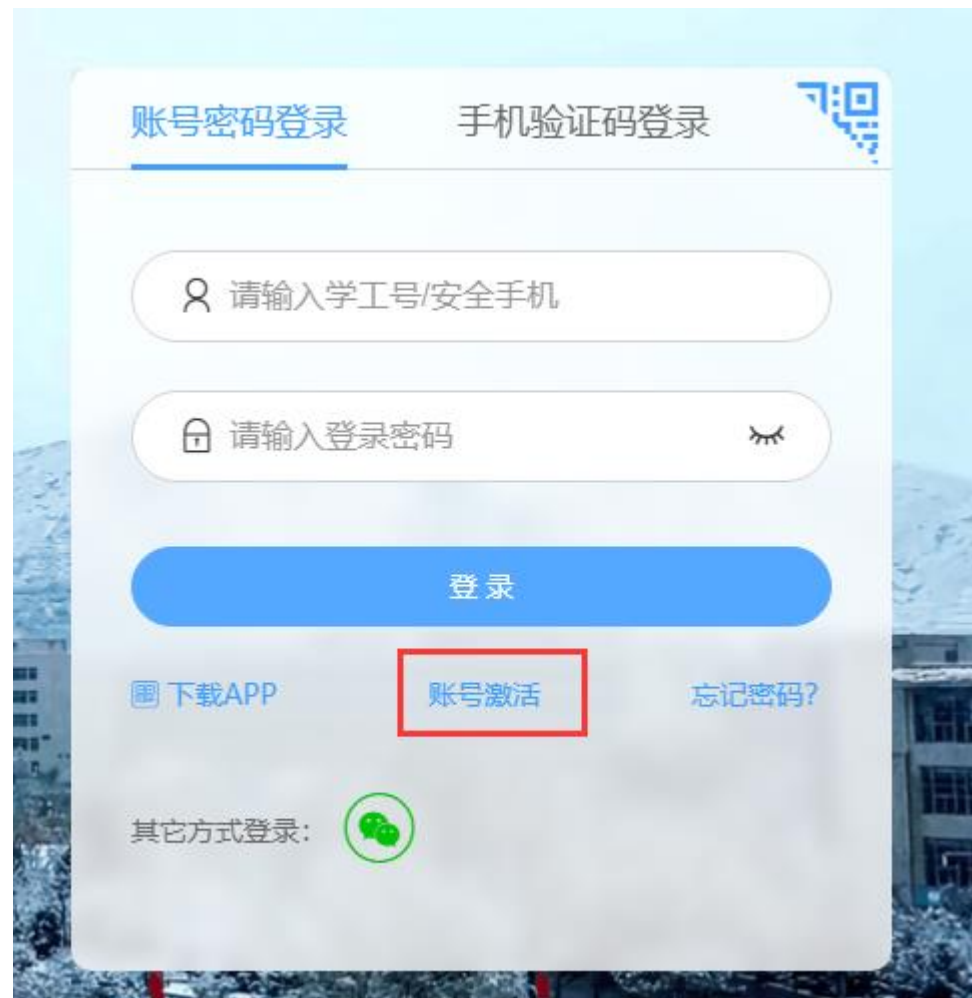 账号密码登录 手机验证码登录
请输入学工号/安全手机
请输入登录密码
登录
下载APP 账号激活 忘记密码?
其它方式登录：